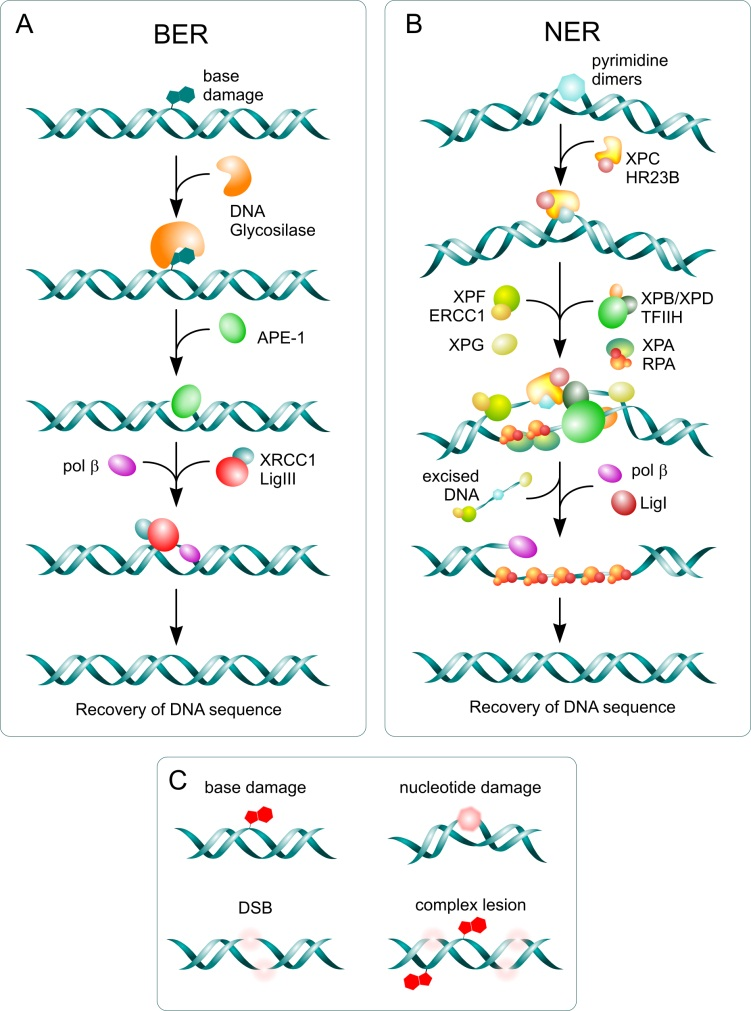 A
BER
base
damage
DNA
Glycosilase
APE-1
pol β
XRCC1
LigIII
Recovery of DNA sequence
B
NER
pyrimidine
dimers
XPC
HR23B
XPF
ERCC1
XPG
XPB/XPD
TFIIH
XPA
RPA
excised
DNA
pol β
LigI
Recovery of DNA sequence
C
base damage
nucleotide damage
DSB
complex lesion